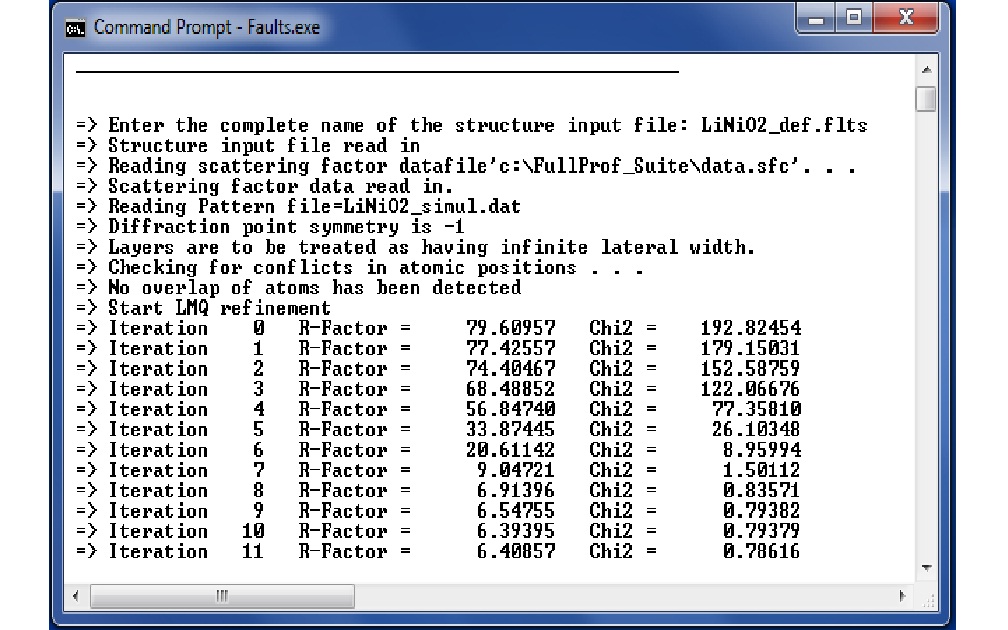 Command Prompt - Faults.exe
=> Enter the complete name of the structure input file: LiNiO2_def.flts
=> Structure input file read in
=> Reading scattering factor datafile'c:\FullProf_Suite\data.sfc'. . .
=> Scattering factor data read in.
=> Reading Pattern file=LiNiO2_simul.dat
=> Diffraction point symmetry is -1
=> Layers are to be treated as having infinite lateral width.
=> Checking for conflicts in atomic positions . . .
=> No overlap of atoms has been detected
=> Start LMQ refinement
=> Iteration 0 R-Factor = 79.60957 Chi2 = 192.82454
=> Iteration 1 R-Factor = 77.42557 Chi2 = 179.15031
=> Iteration 2 R-Factor = 74.40467 Chi2 = 152.58759
=> Iteration 3 R-Factor = 68.48852 Chi2 = 122.06676
=> Iteration 4 R-Factor = 56.84740 Chi2 = 77.35810
=> Iteration 5 R-Factor = 33.87445 Chi2 = 26.10348
=> Iteration 6 R-Factor = 20.61142 Chi2 = 8.95994
=> Iteration 7 R-Factor = 9.04721 Chi2 = 1.50112
=> Iteration 8 R-Factor = 6.91396 Chi2 = 0.83571
=> Iteration 9 R-Factor = 6.54755 Chi2 = 0.79382
=> Iteration 10 R-Factor = 6.39395 Chi2 = 0.79379
=> Iteration 11 R-Factor = 6.40857 Chi2 = 0.78616